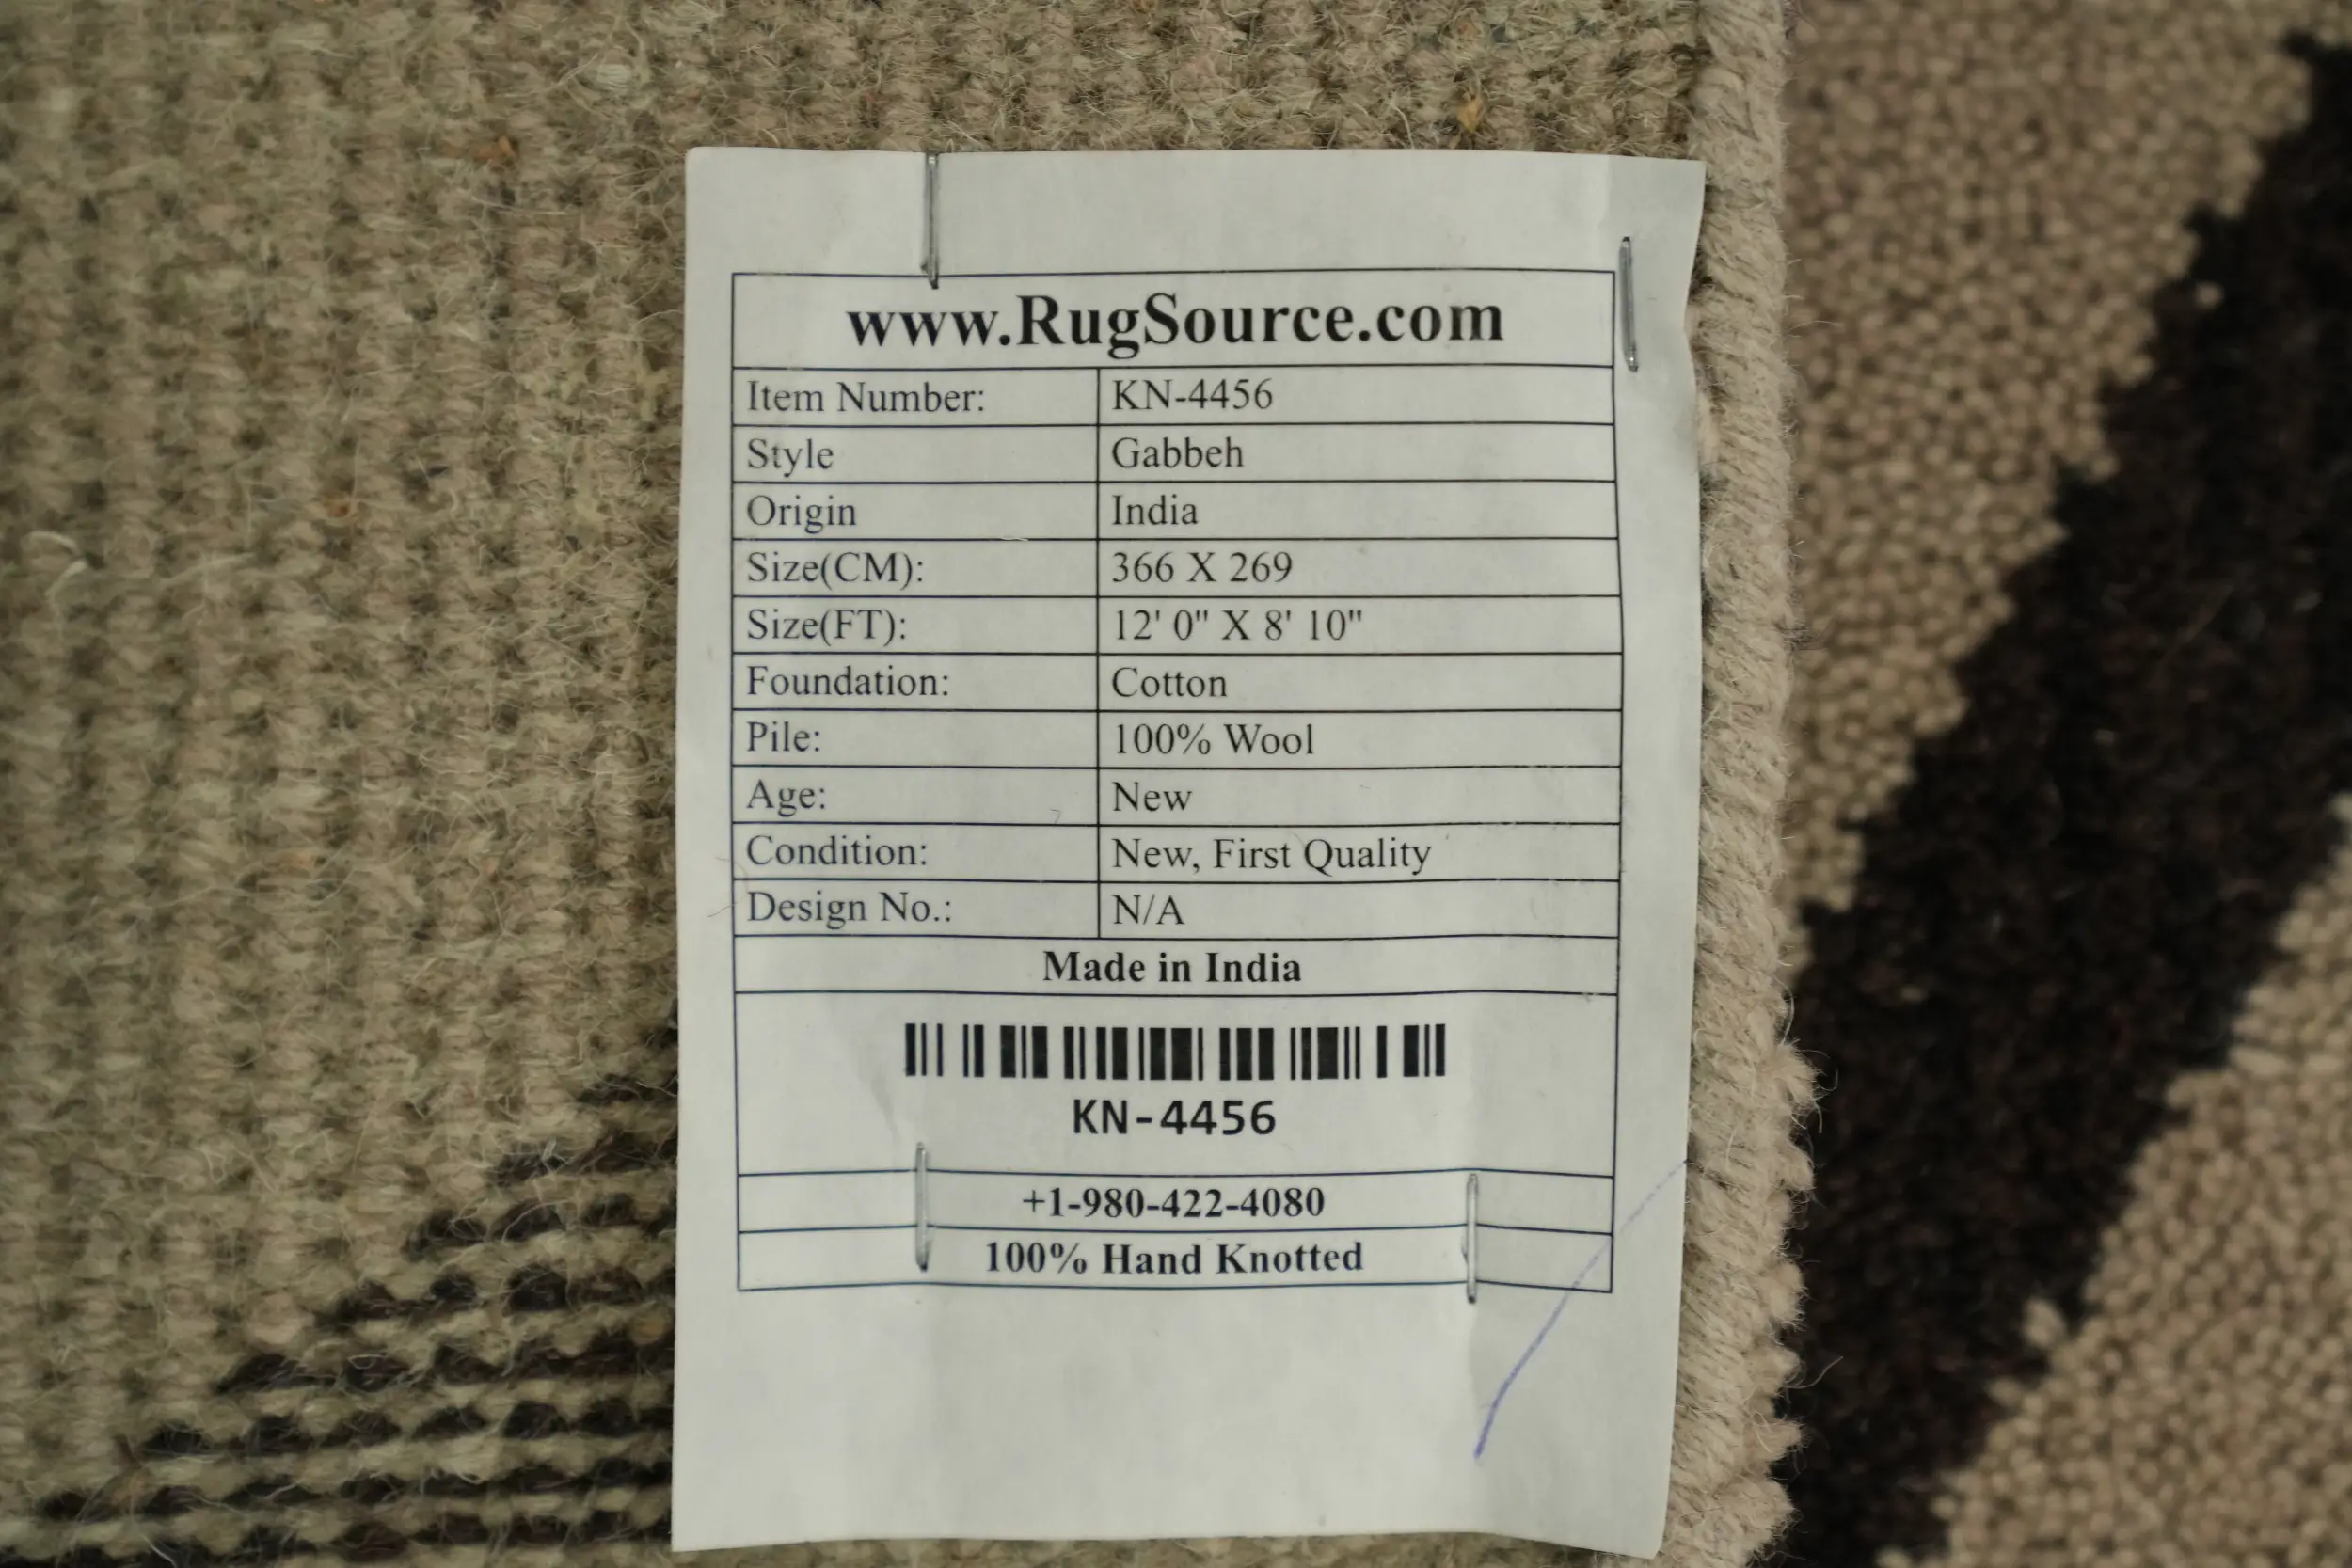 www.RugSource.com
Item Number: KN-4456
Style Gabbeh
Origin India
Size(CM): 366 X 269
Size(FT): 12' 0" X 8' 10"
Foundation: Cotton
Pile: 100% Wool
Age: New
Condition: New, First Quality
Design No.: N/A
Made in India
KN-4456
+1-980-422-4080
100% Hand Knotted